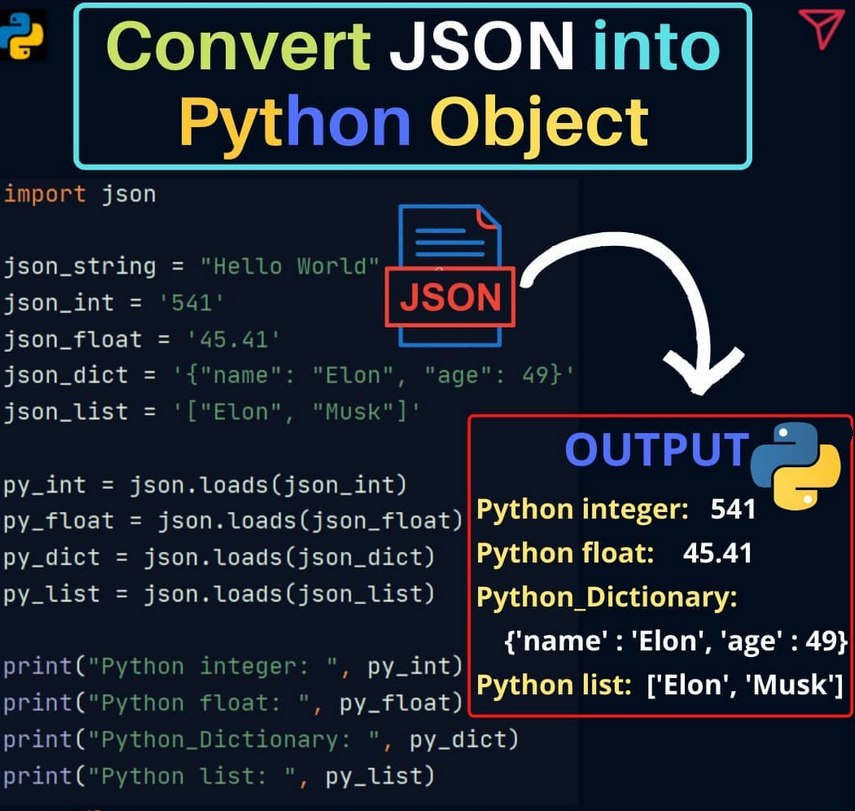 Convert JSON into
Python Object
import json
json_string = "Hello World"
json_int = '541'
json_float = '45.41'
json_dict = '{"name": "Elon", "age": 49}'
json_list = '["Elon", "Musk"]'
JSON
py_int = json.loads(json_int)
py_float = json.loads(json_float)
py_dict = json.loads(json_dict)
py_list = json.loads(json_list)
print("Python integer: ", py_int)
print("Python float: ", py_float)
print("Python_Dictionary: ", py_dict)
print("Python list: ", py_list)
OUTPUT
Python integer: 541
Python float: 45.41
Python_Dictionary:
{'name' : 'Elon', 'age' : 49}
Python list: ['Elon', 'Musk']